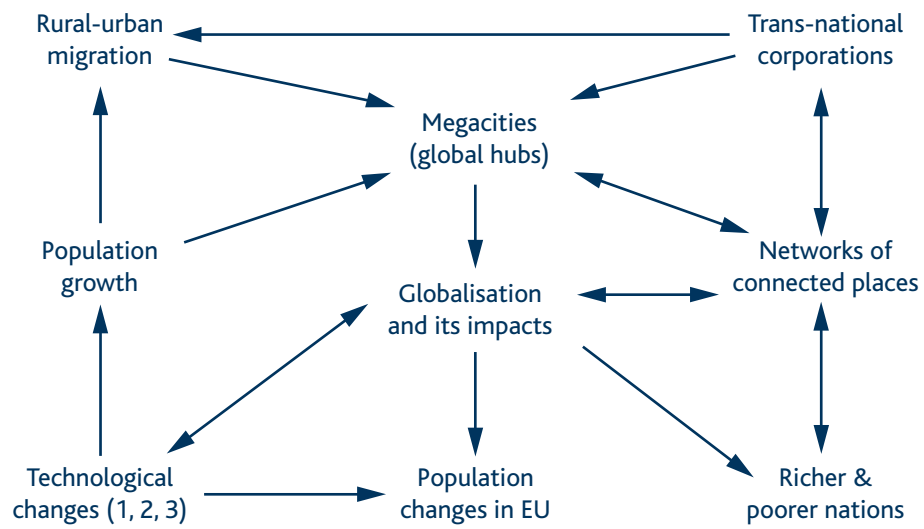 Rural-urban
migration
Trans-national
corporations
Megacities
(global hubs)
Population
growth
Networks of
connected places
Globalisation
and its impacts
Technological
changes (1, 2, 3)
Population
changes in EU
Richer &
poorer nations